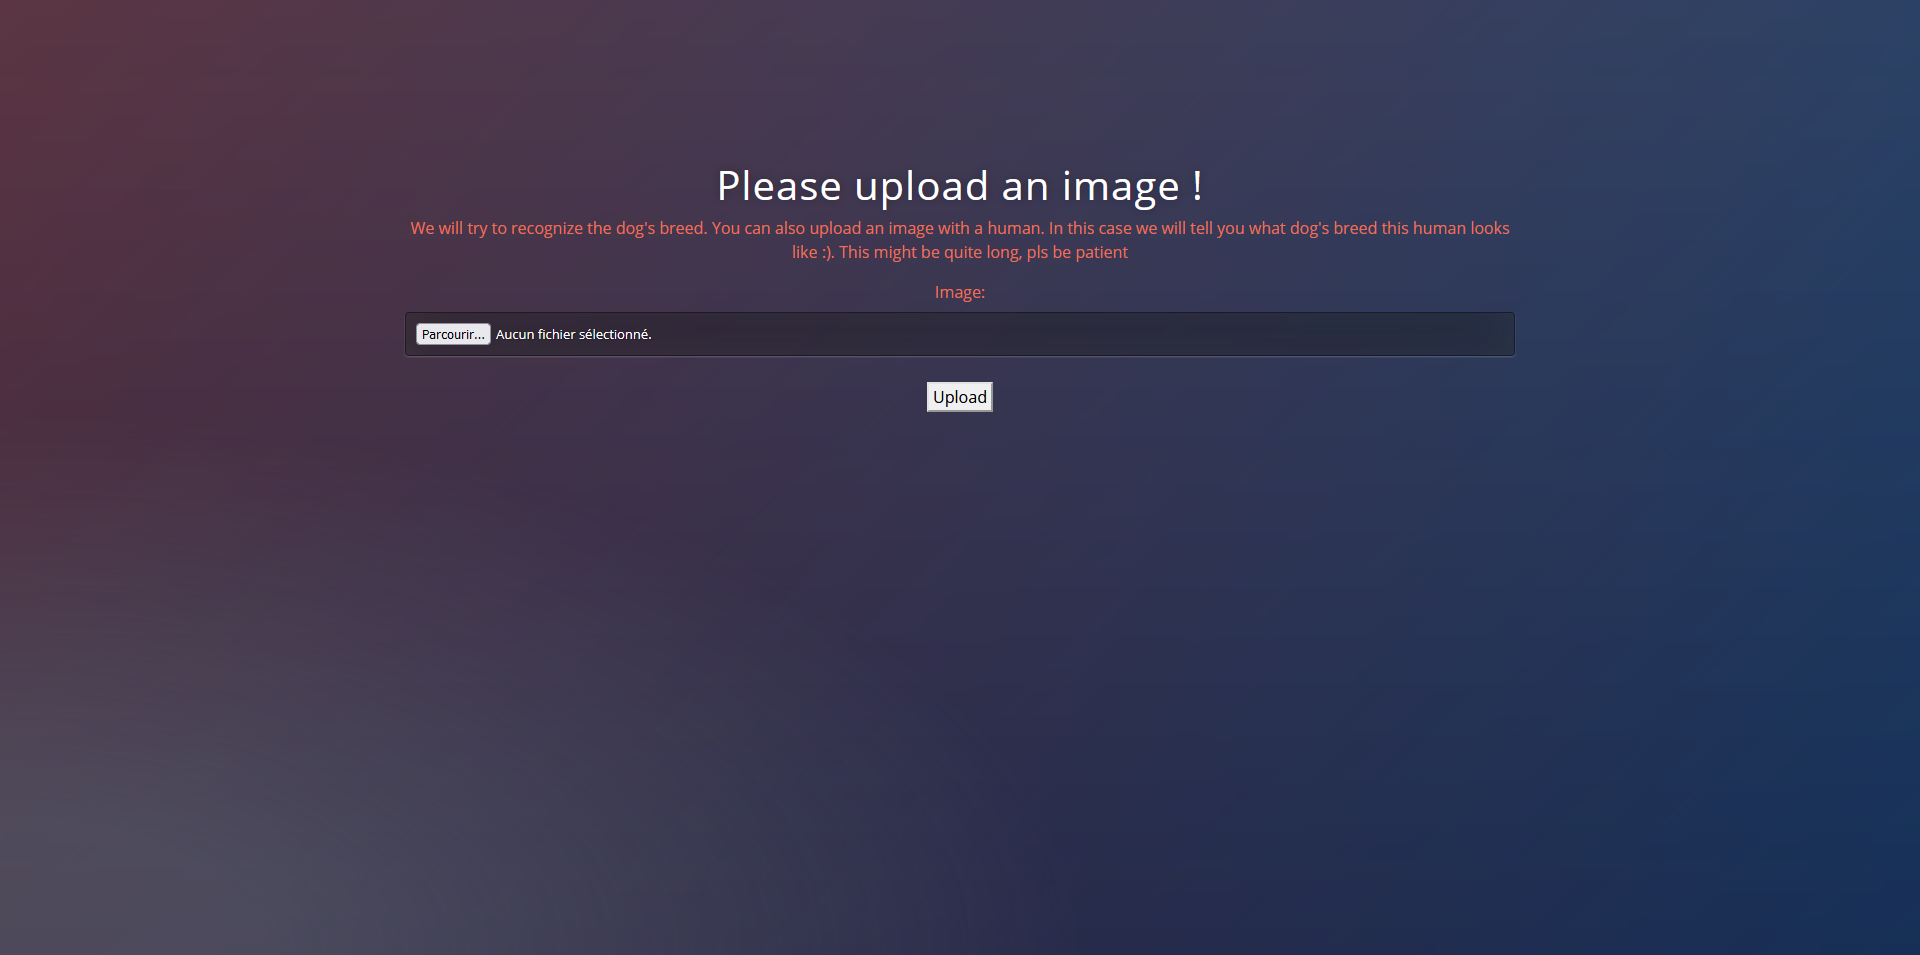 Please upload an image !
We will try to recognize the dog's breed. You can also upload an image with a human. In this case we will tell you what dog's breed this human looks
like :). This might be quite long, pls be patient
Image:
Parcourir... Aucun fichier sélectionné.
Upload